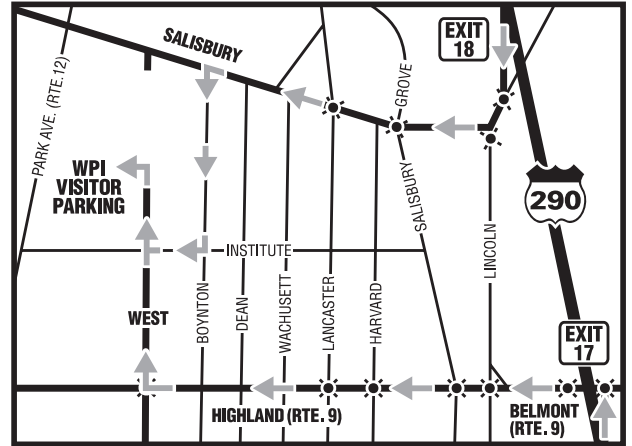 SALISBURY
EXIT
18
PARK AVE. (RTE.12)
GROVE
WPI
VISITOR
PARKING
290
SALISBURY
INSTITUTE
LINCOLN
WEST
BOYNTON
DEAN
WACHUSETT
LANCASTER
HARVARD
EXIT
17
HIGHLAND (RTE. 9)
BELMONT
(RTE. 9)